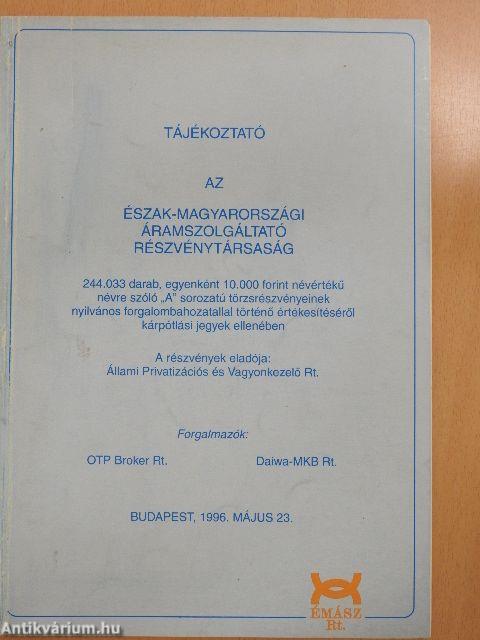 TÁJÉKOZTATÓ
AZ
ÉSZAK-MAGYARORSZÁGI
ÁRAMSZOLGÁLTATÓ
RÉSZVÉNYTÁRSASÁG
244.033 darab, egyenként 10.000 forint névértékű
névre szóló „A" sorozatú törzsrészvényeinek
nyilvános forgalombahozatallal történő értékesítéséről
kárpótlási jegyek ellenében
A részvények eladója:
Állami Privatizációs és Vagyonkezelő Rt.
Forgalmazók:
OTP Broker Rt. Daiwa-MKB Rt.
BUDAPEST, 1996. MÁJUS 23.
ÉMÁSZ
Rt.
Antikvárium.hu